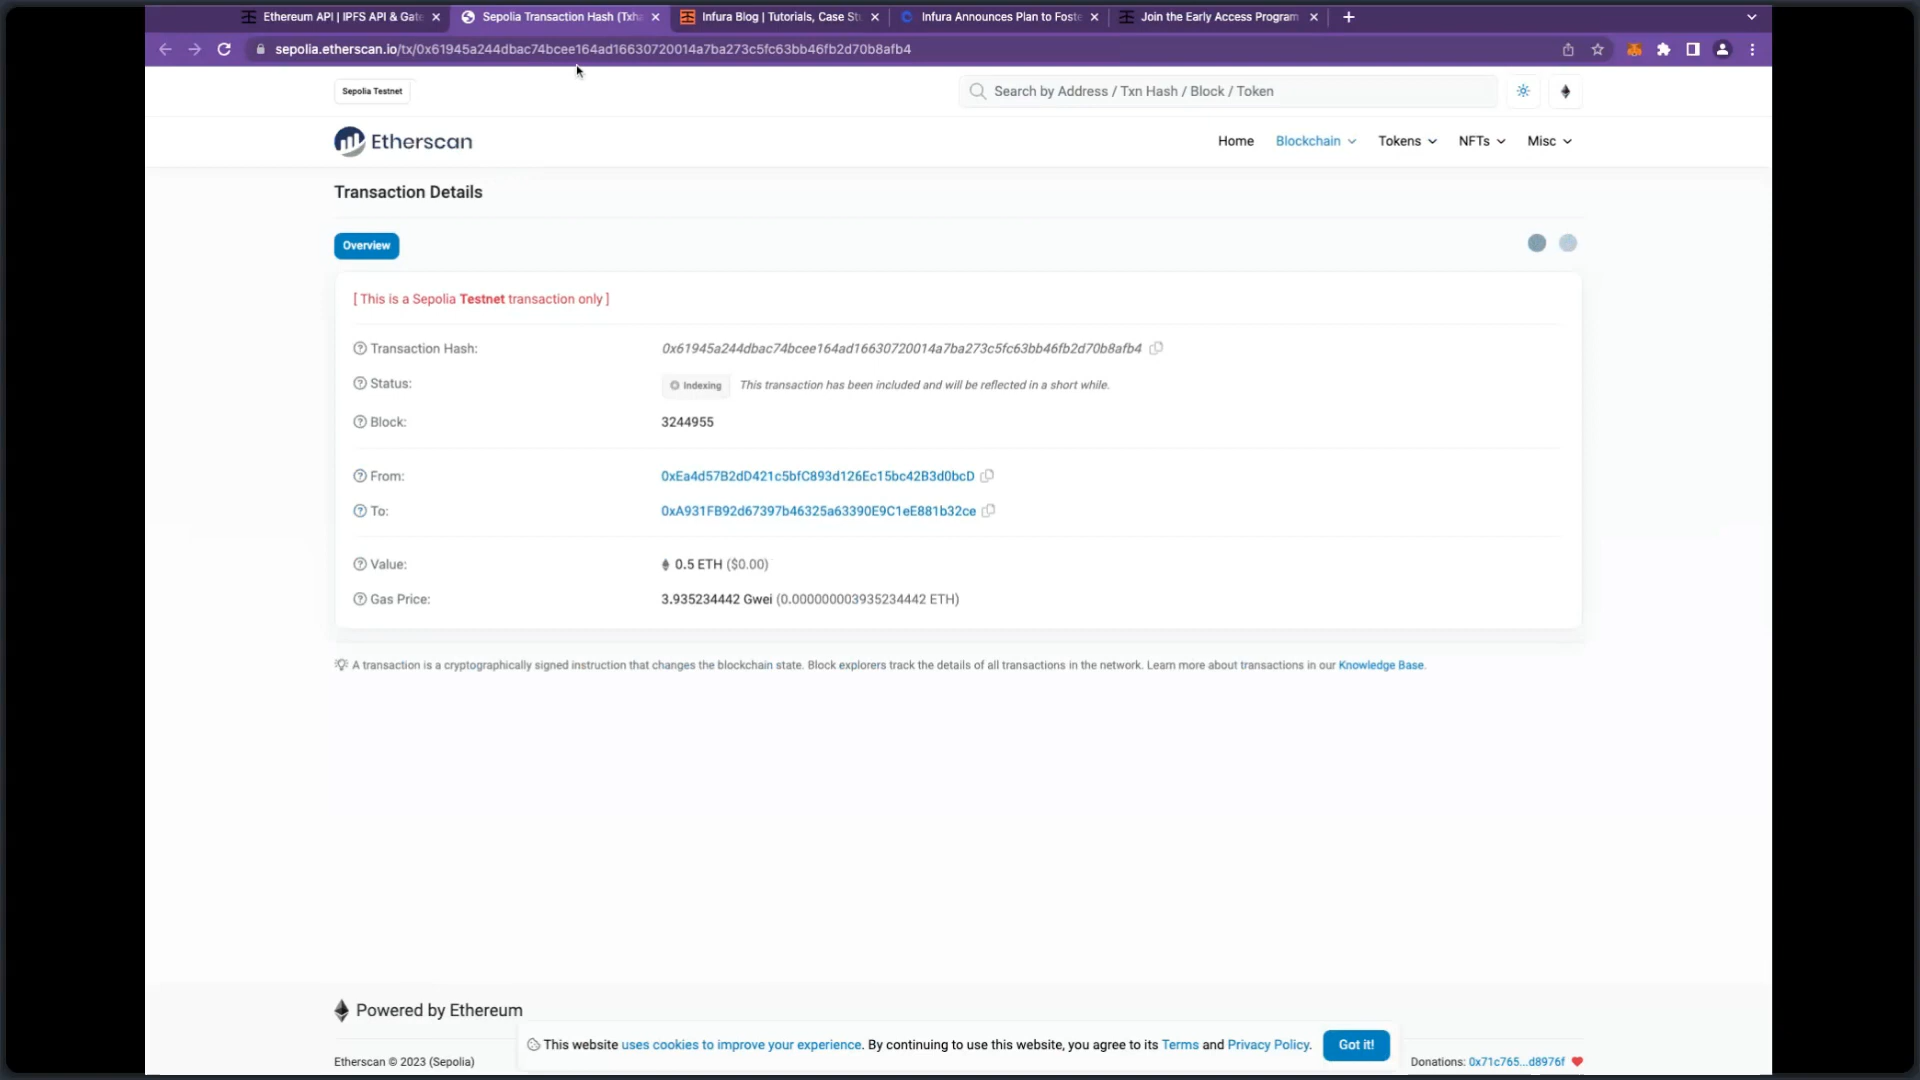 Ethereum API | IPFS API & Gate
Sepolia Transaction Hash (Txha
Infura Blog | Tutorials, Case St
Infura Announces Plan to Foste
Join the Early Access Program
sepolia.etherscan.io/tx/0x61945a244dbac74bcee164ad16630720014a7ba273c5fc63bb46fb2d70b8afb4
Sepolia Testnet
Search by Address / Txn Hash / Block / Token
Etherscan
Home Blockchain Tokens NFTs Misc
Transaction Details
Overview
[ This is a Sepolia Testnet transaction only ]
Transaction Hash: 0x61945a244dbac74bcee164ad16630720014a7ba273c5fc63bb46fb2d70b8afb4
Status: Indexing This transaction has been included and will be reflected in a short while.
Block: 3244955
From: 0xEa4d57B2dD421c5bfC893d126Ec15bc42B3d0bcD
To: 0xA931FB92d67397b46325a63390E9C1eE881b32ce
Value: 0.5 ETH ($0.00)
Gas Price: 3.935234442 Gwei (0.000000003935234442 ETH)
A transaction is a cryptographically signed instruction that changes the blockchain state. Block explorers track the details of all transactions in the network. Learn more about transactions in our Knowledge Base.
Powered by Ethereum
This website uses cookies to improve your experience. By continuing to use this website, you agree to its Terms and Privacy Policy. Got it!
Etherscan © 2023 (Sepolia)
Donations: 0x71c765...d8976f